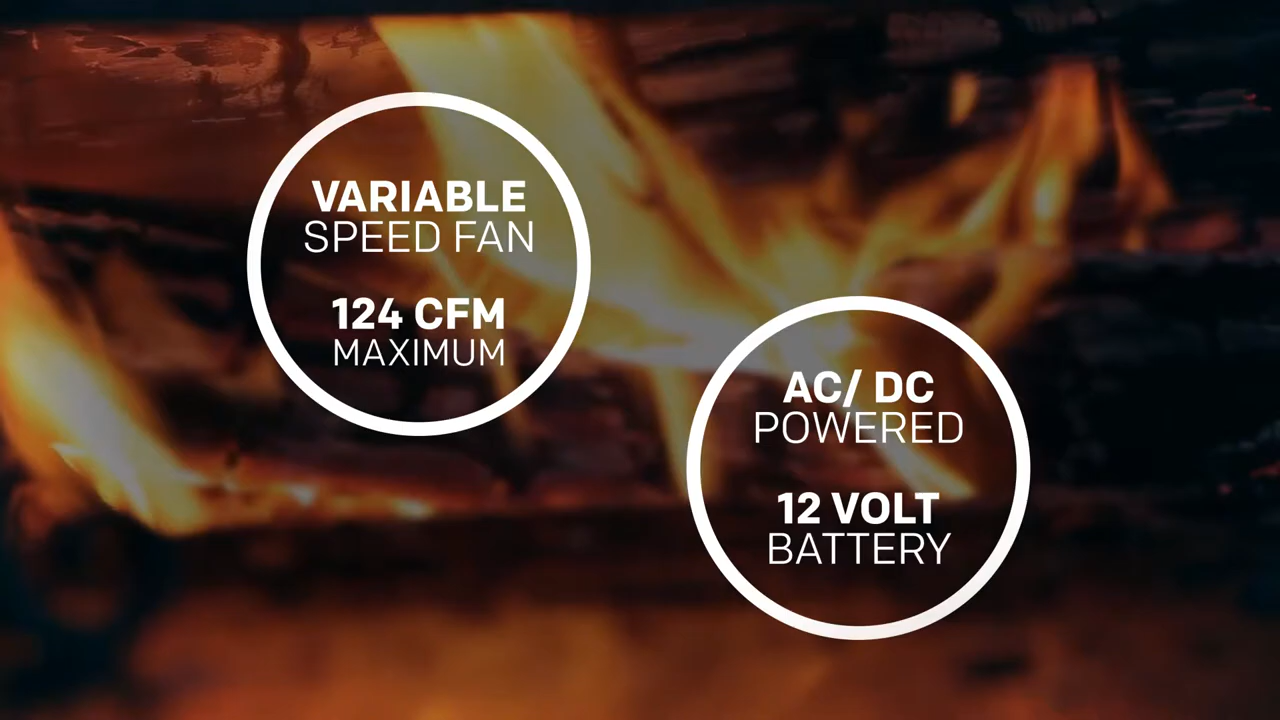 VARIABLE
SPEED FAN
124 CFM
MAXIMUM
AC/ DC
POWERED
12 VOLT
BATTERY